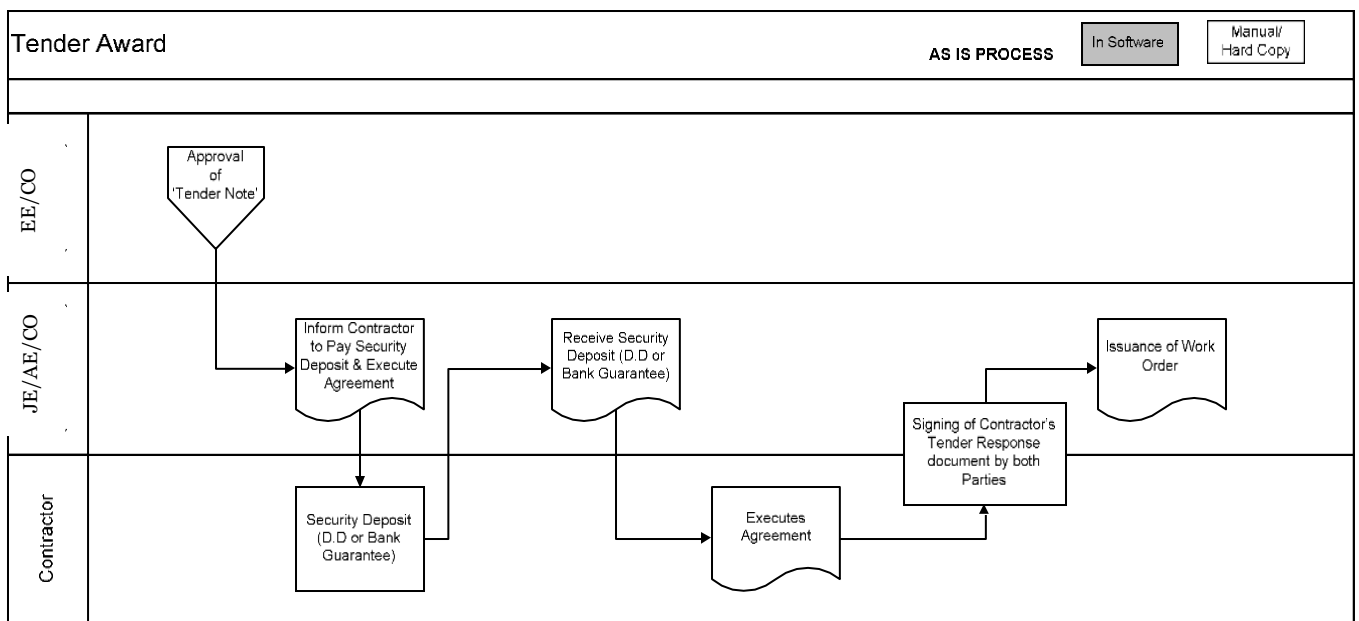 Tender Award
AS IS PROCESS
In Software
Manual/
Hard Copy
EE/CO
Approval
of
'Tender Note'
JE/AE/CO
Inform Contractor
to Pay Security
Deposit & Execute
Agreement
Receive Security
Deposit (D.D or
Bank Guarantee)
Issuance of Work
Order
Signing of Contractor's
Tender Response
document by both
Parties
Contractor
Security Deposit
(D.D or Bank
Guarantee)
Executes
Agreement